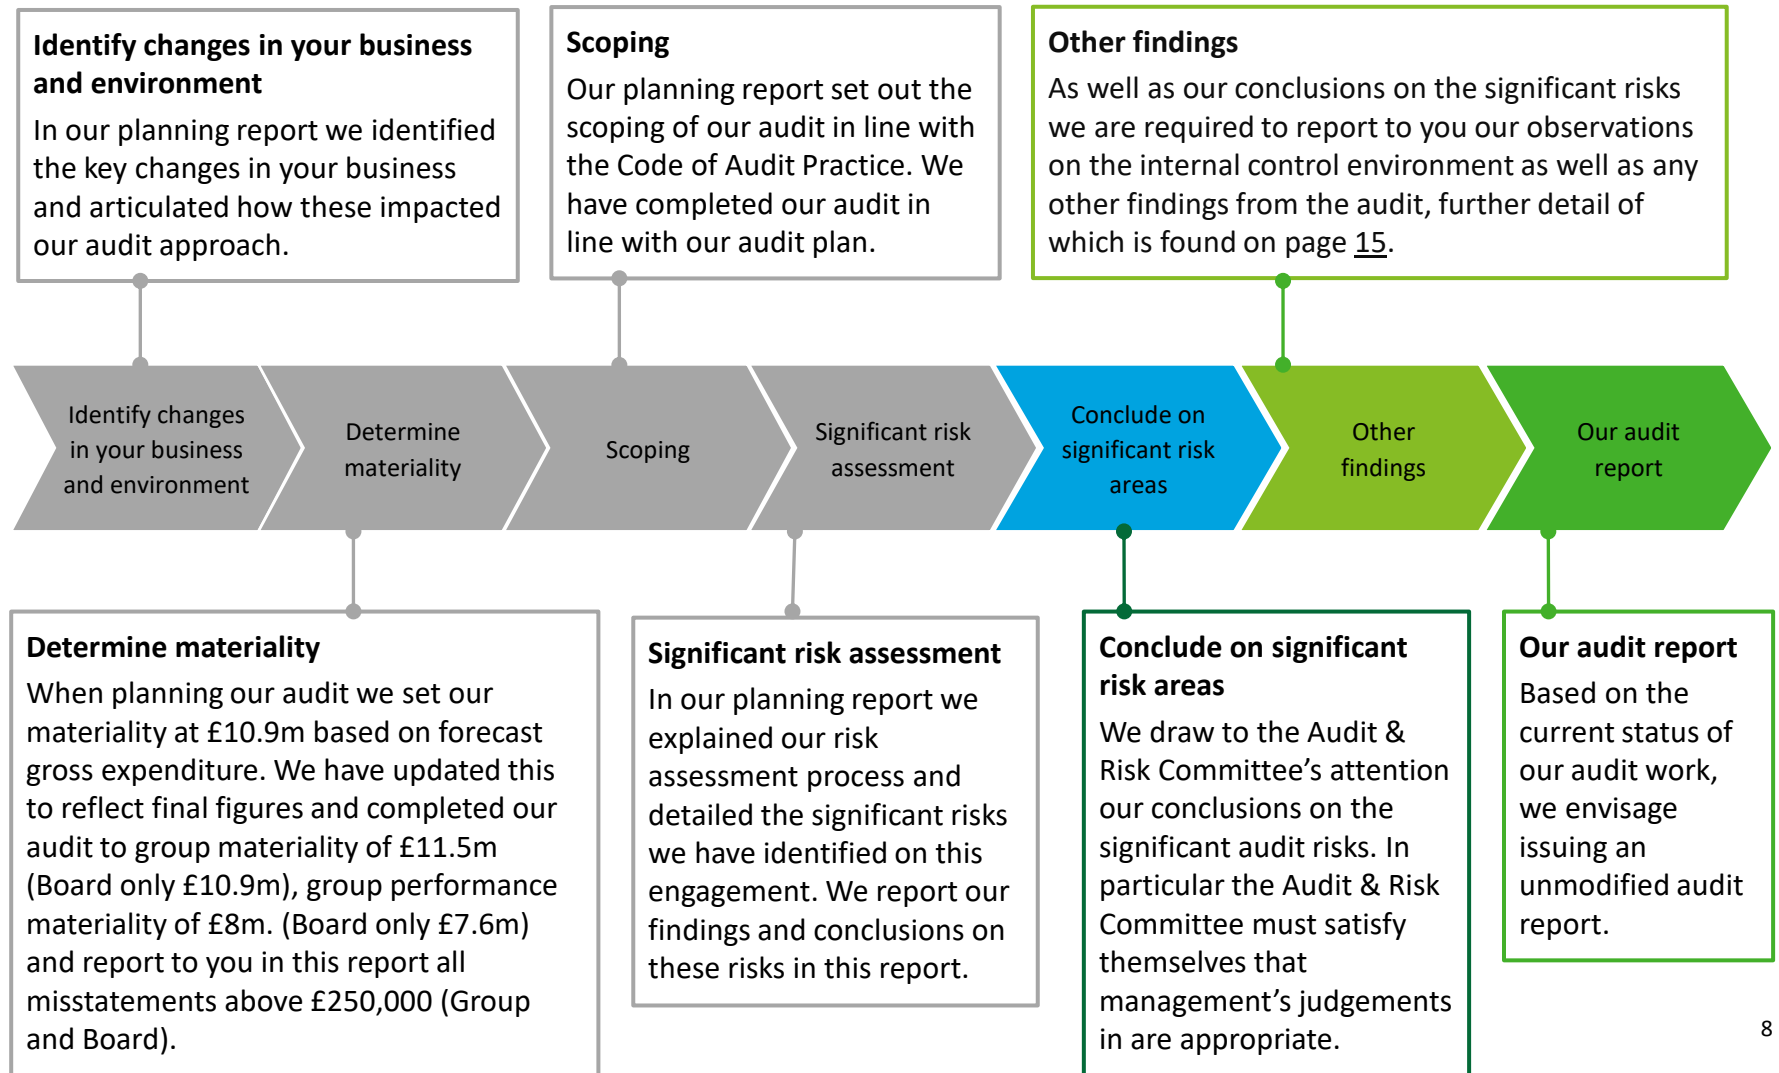 Identify changes in your business
and environment
In our planning report we identified
the key changes in your business
and articulated how these impacted
our audit approach.
Scoping
Our planning report set out the
scoping of our audit in line with
the Code of Audit Practice. We
have completed our audit in
line with our audit plan.
Other findings
As well as our conclusions on the significant risks
we are required to report to you our observations
on the internal control environment as well as any
other findings from the audit, further detail of
which is found on page 15.
Identify changes
in your business
and environment
Determine
materiality
Scoping
Significant risk
assessment
Conclude on
significant risk
areas
Other
findings
Our audit
report
Determine materiality
When planning our audit we set our
materiality at £10.9m based on forecast
gross expenditure. We have updated this
to reflect final figures and completed our
audit to group materiality of £11.5m
(Board only £10.9m), group performance
materiality of £8m. (Board only £7.6m)
and report to you in this report all
misstatements above £250,000 (Group
and Board).
Significant risk assessment
In our planning report we
explained our risk
assessment process and
detailed the significant risks
we have identified on this
engagement. We report our
findings and conclusions on
these risks in this report.
Conclude on significant
risk areas
We draw to the Audit &
Risk Committee’s attention
our conclusions on the
significant audit risks. In
particular the Audit & Risk
Committee must satisfy
themselves that
management’s judgements
in are appropriate.
Our audit report
Based on the
current status of
our audit work,
we envisage
issuing an
unmodified audit
report.
8